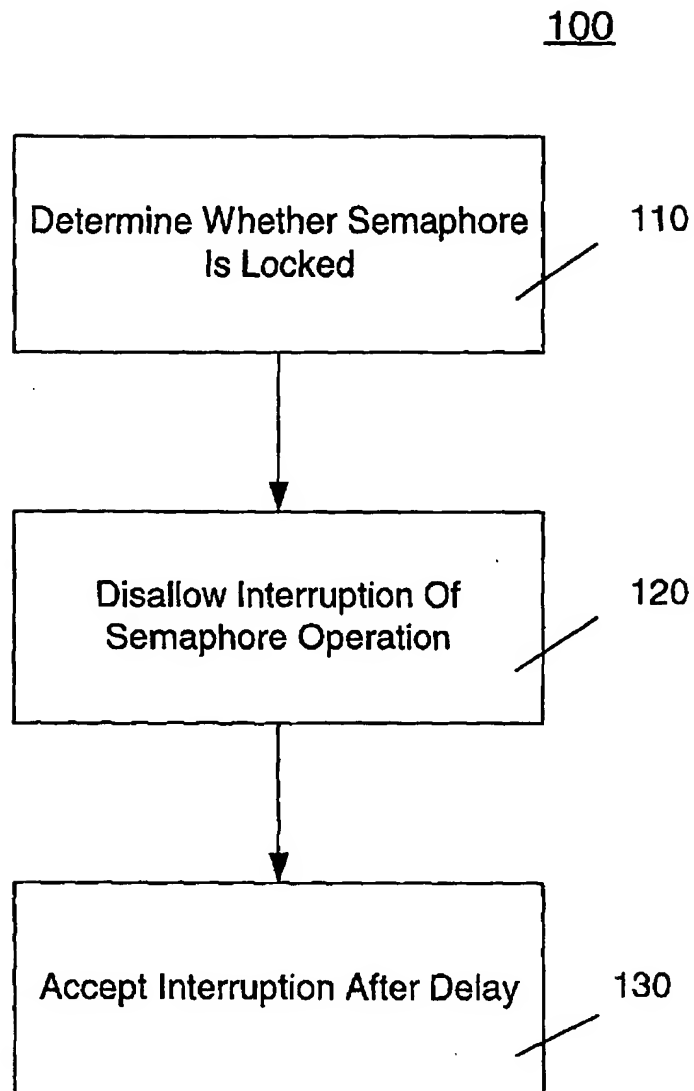 100
Determine Whether Semaphore
Is Locked
110
Disallow Interruption Of
Semaphore Operation
120
Accept Interruption After Delay
130